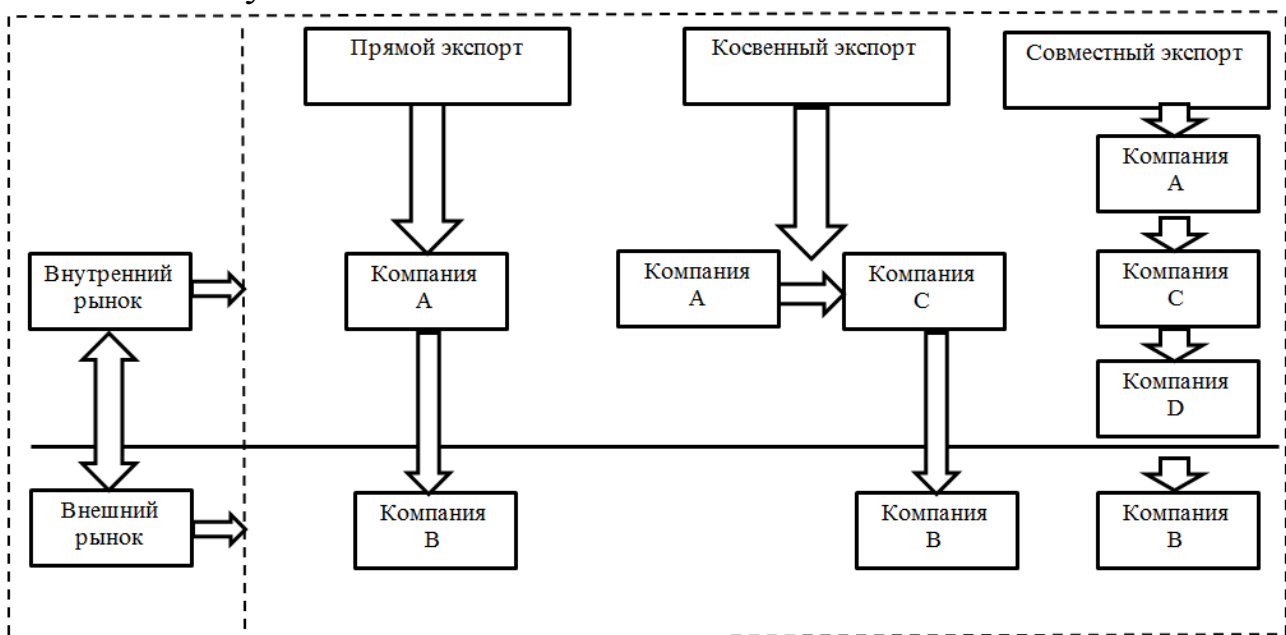 Прямой экспорт
Косвенный экспорт
Совместный экспорт
Компания
A
Внутренний
рынок
Компания
A
Компания
A
Компания
C
Компания
C
Компания
D
Внешний
рынок
Компания
B
Компания
B
Компания
B